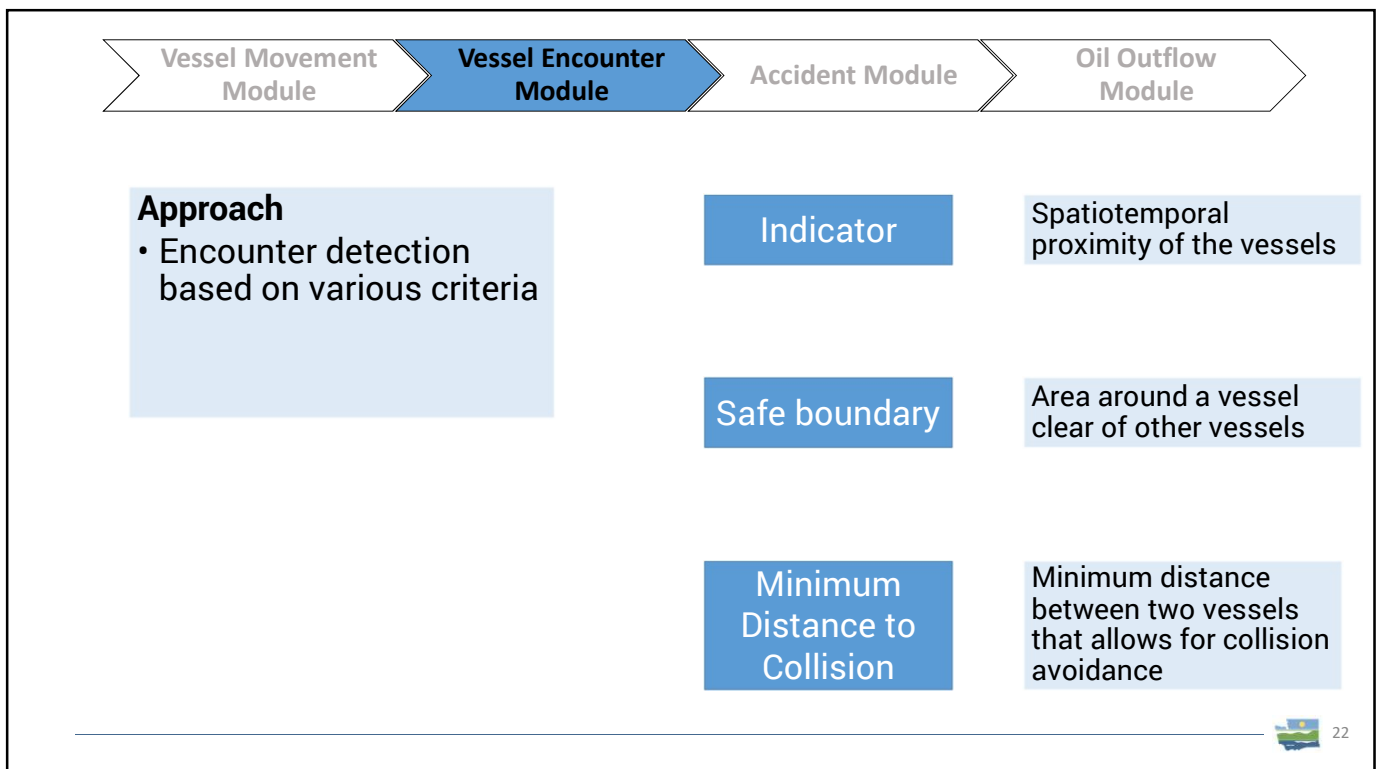 Vessel Movement
Module
Vessel Encounter
Module
Accident Module
Oil Outflow
Module
Approach
• Encounter detection
based on various criteria
Indicator
Spatiotemporal
proximity of the vessels
Safe boundary
Area around a vessel
clear of other vessels
Minimum
Distance to
Collision
Minimum distance
between two vessels
that allows for collision
avoidance
22